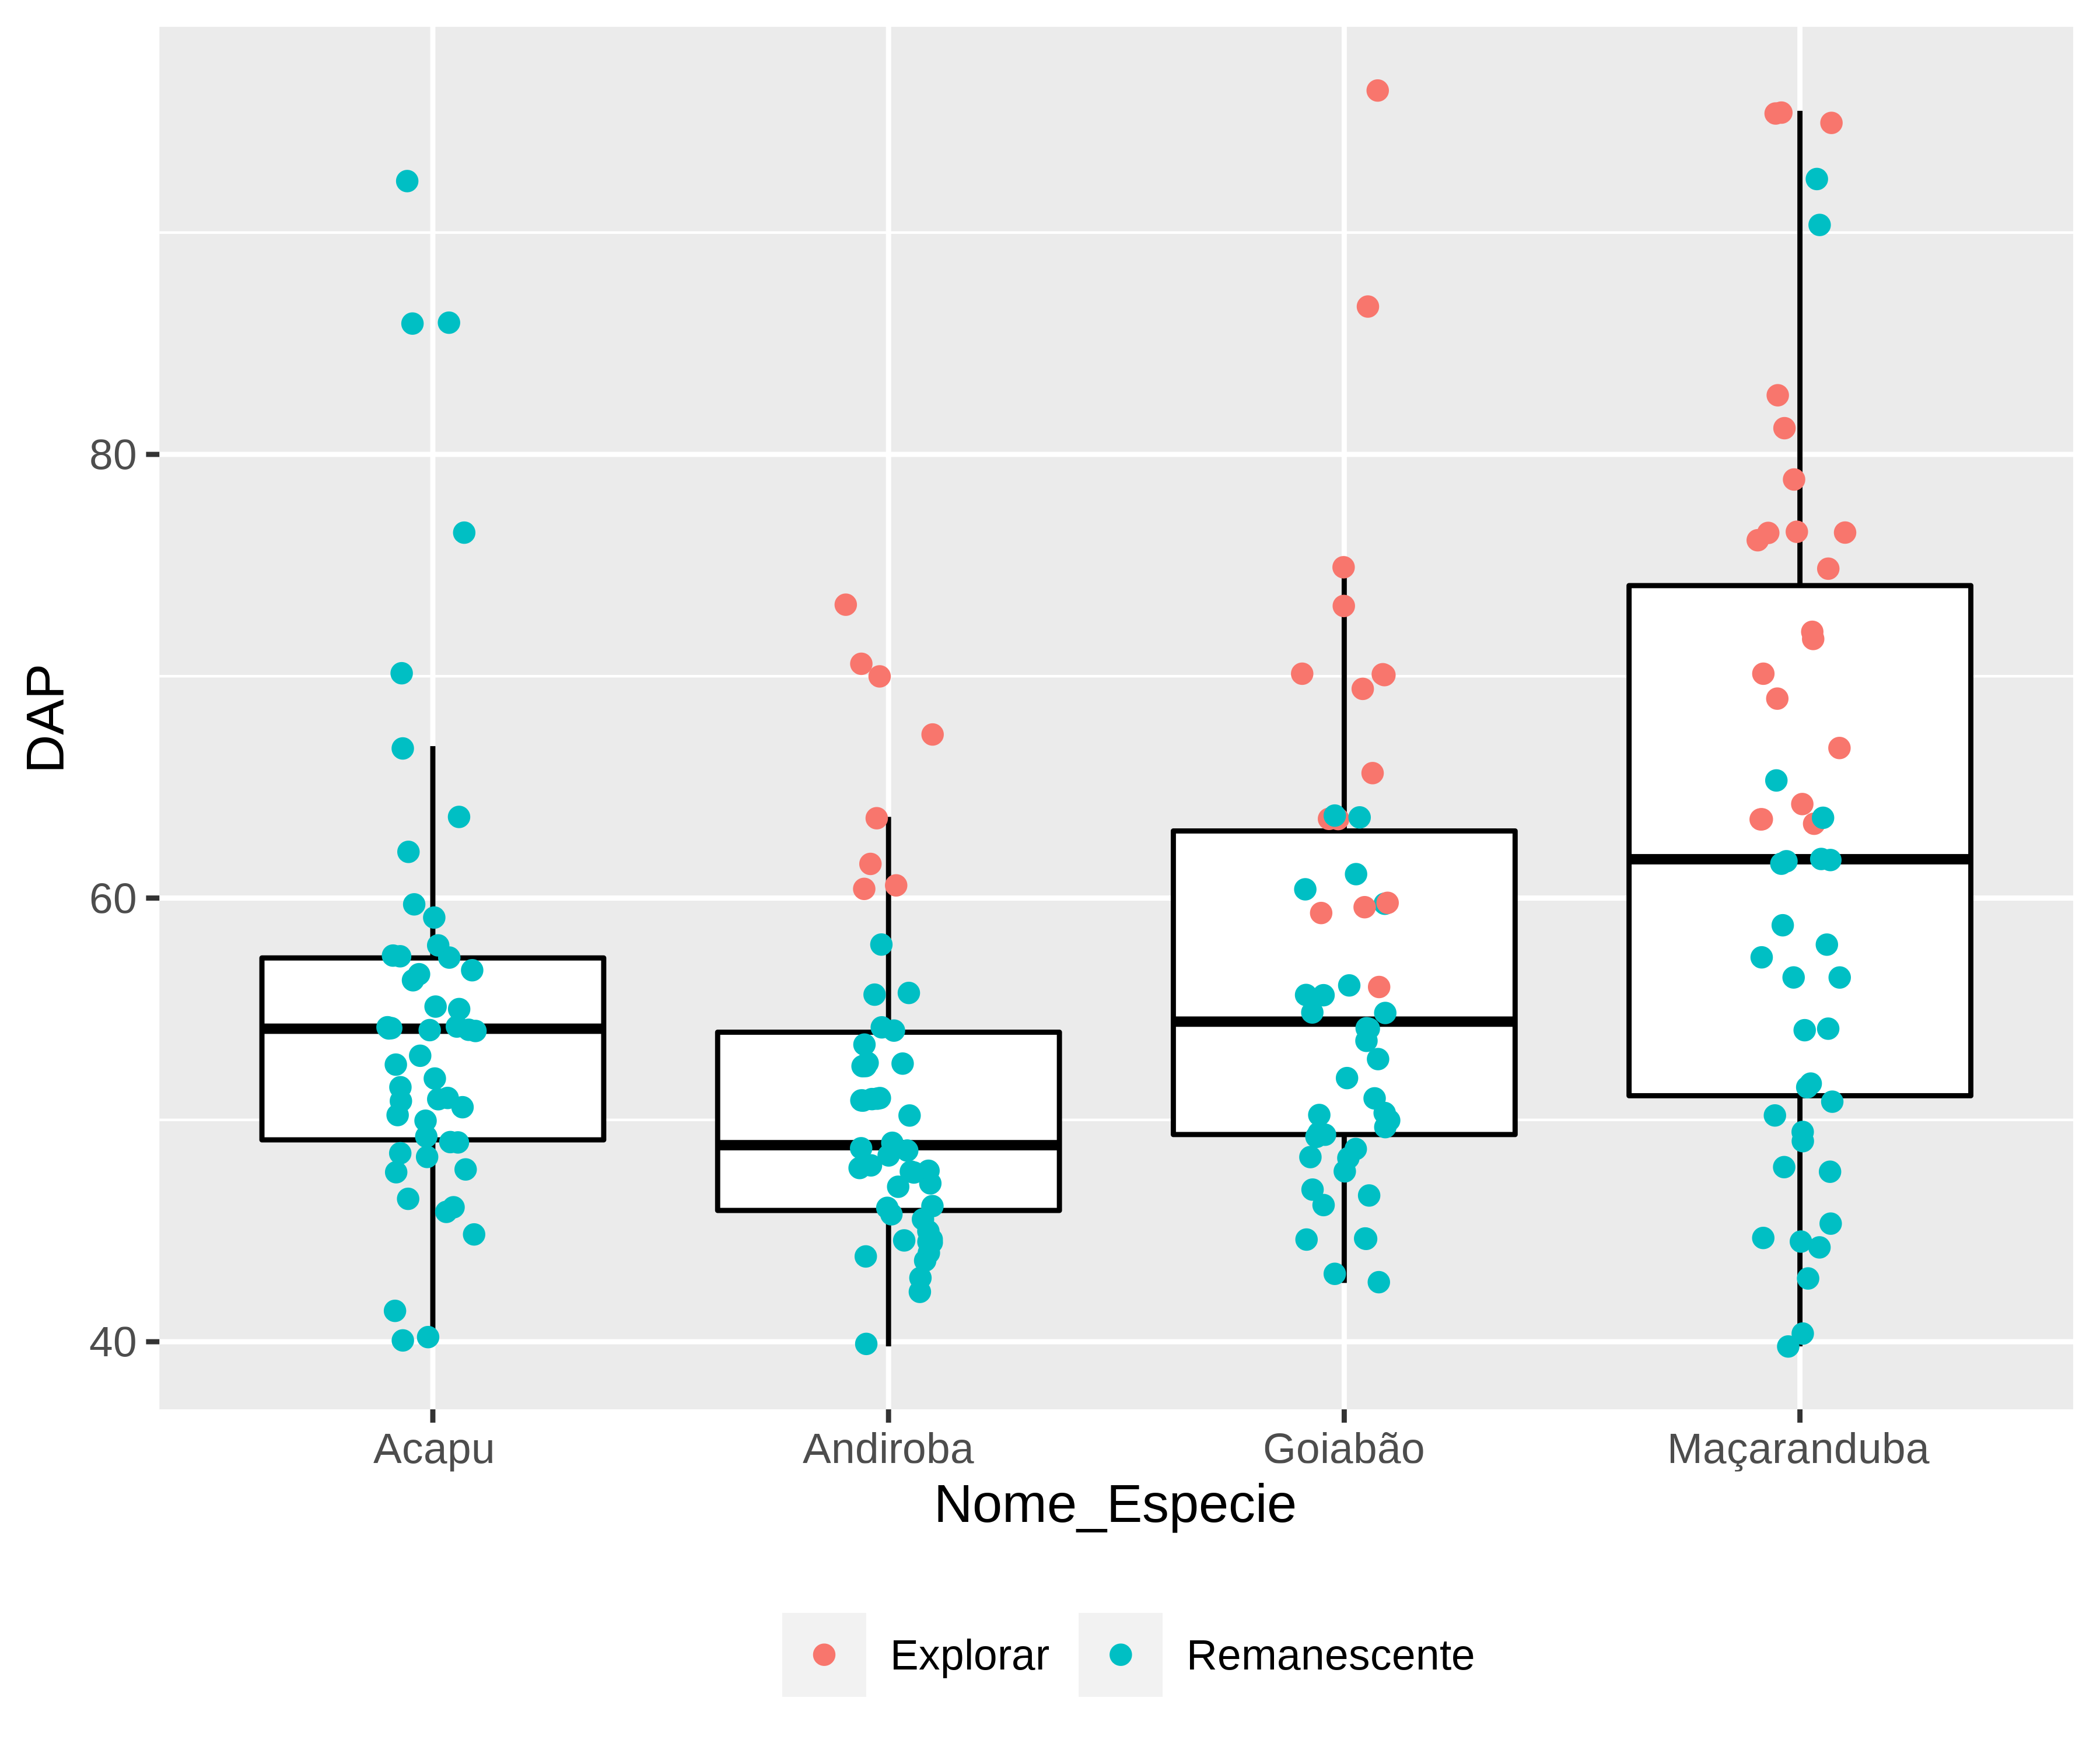 DAP
80
60
40
Acapu Andiroba Goiabão Maçaranduba
Nome_Especie
Explorar Remanescente